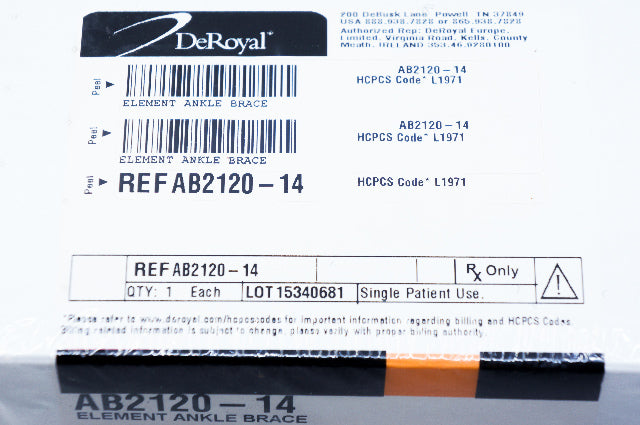 DeRoyal*
200 DeBusk Lane Powell, TN 37849
USA 888.938.7828 or 865.938.7828
Authorized Rep: DeRoyal Europe,
Limited, Virginia Road, Kells, County
Meath, IRELAND 353.46.9280100
Peel
AB2120-14
HCPCS Code* L1971
ELEMENT ANKLE BRACE
Peel
AB2120-14
HCPCS Code* L1971
ELEMENT ANKLE BRACE
Peel
REF AB2120-14
HCPCS Code* L1971
REF AB2120-14
Rx Only
QTY: 1 Each
LOT 15340681
Single Patient Use.
*Please refer to www.deroyal.com/hcpcscodes for important information regarding billing and HCPCS Codes.
Billing related information is subject to change, please verify with proper billing authority.
AB2120-14
ELEMENT ANKLE BRACE